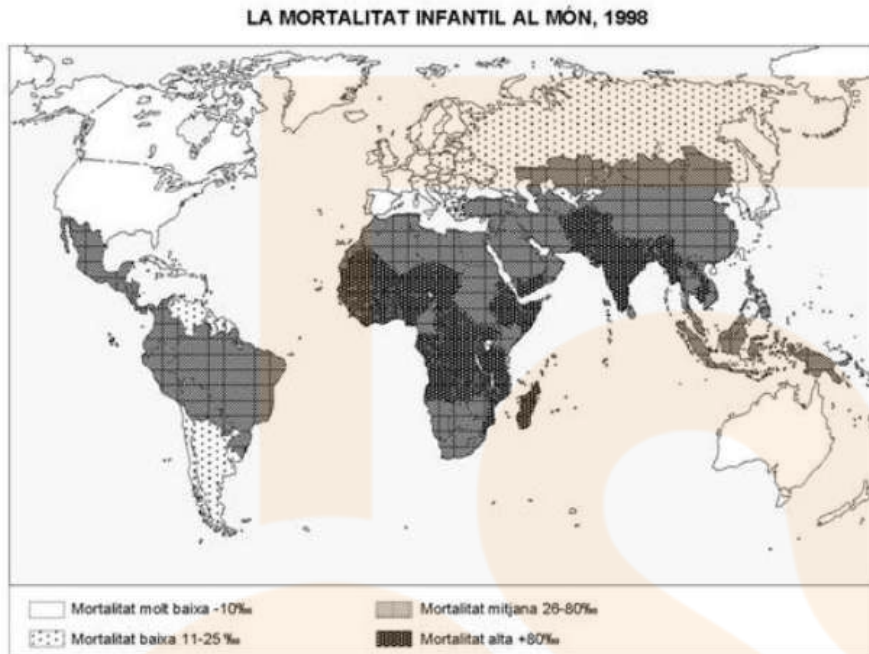 LA MORTALITAT INFANTIL AL MÓN, 1998
Mortalitat molt baixa -10‰
Mortalitat mitjana 26-80‰
Mortalitat baixa 11-25 ‰
Mortalitat alta +80‰